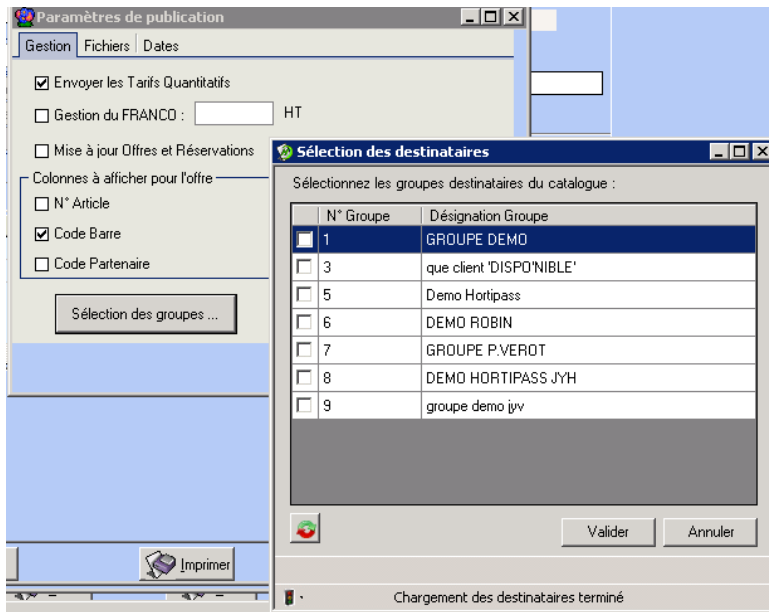 Paramètres de publication
Gestion Fichiers Dates
Envoyer les Tarifs Quantitatifs
Gestion du FRANCO : HT
Mise à jour Offres et Réservations
Colonnes à afficher pour l'offre
N° Article
Code Barre
Code Partenaire
Sélection des groupes ...
Imprimer
Sélection des destinataires
Sélectionnez les groupes destinataires du catalogue :
N° Groupe Désignation Groupe
1 GROUPE DEMO
3 que client 'DISPO'NIBLE'
5 Demo Hortipass
6 DEMO ROBIN
7 GROUPE P.VEROT
8 DEMO HORTIPASS JYH
9 groupe demo jyv
Valider Annuler
Chargement des destinataires terminé